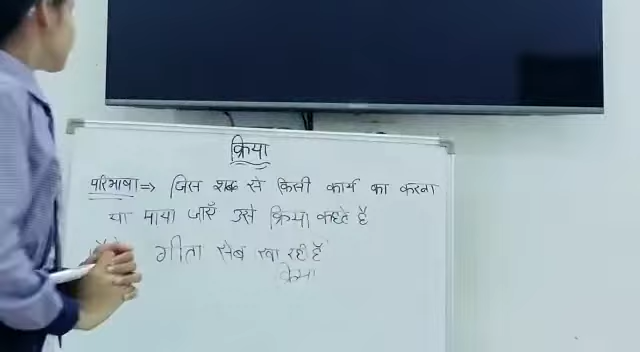 क्रिया
परिभाषा => जिस शब्द से किसी कार्य का करना
या पाया जाएँ उसे क्रिया कहते है
गीता सेब खा रही है
क्रिया